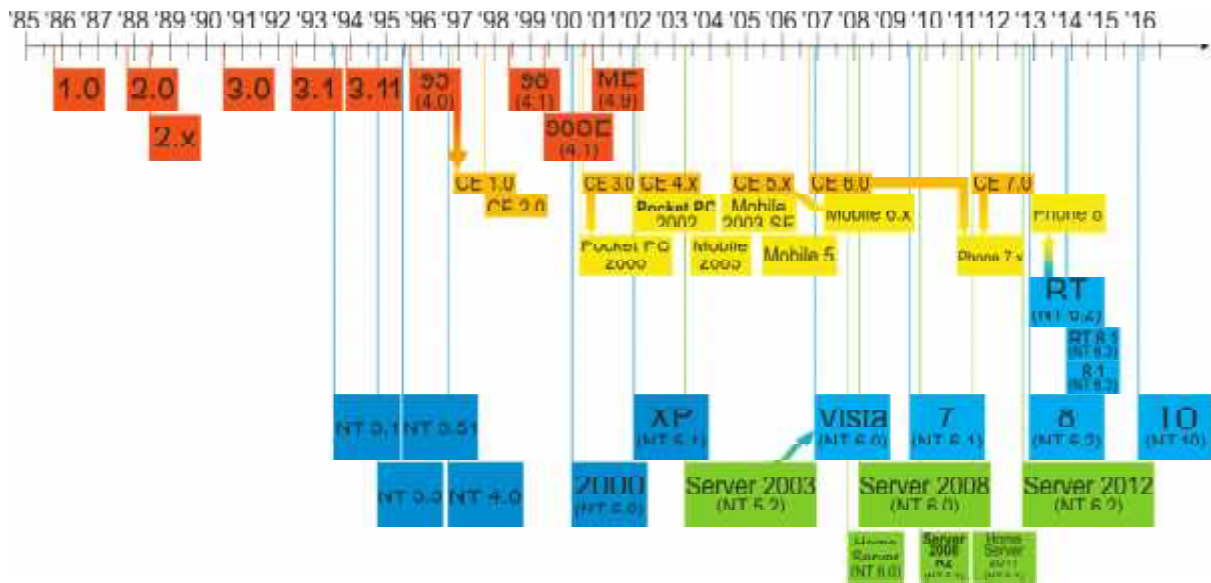 '85 '86 '87 '88 '89 '90 '91 '92 '93 '94 '95 '96 '97 '98 '99 '00 '01 '02 '03 '04 '05 '06 '07 '08 '09 '10 '11 '12 '13 '14 '15 '16
1.0
2.0
3.0
3.1
3.11
95
(4.0)
98
(4.1)
ME
(4.9)
2.x
98SE
(4.1)
CE 1.0
CE 3.0
CE 4.x
CE 5.x
CE 6.0
CE 7.0
CE 2.0
Pocket PC
2002
Mobile
2003 SE
Mobile 6.x
Phone 8
Pocket PC
2000
Mobile
2003
Mobile 5
Phone 7.x
RT
(NT 6.2)
RT 8.1
(NT 6.3)
8.1
(NT 6.3)
NT 3.1
NT 3.51
XP
(NT 5.1)
Vista
(NT 6.0)
7
(NT 6.1)
8
(NT 6.2)
10
(NT 10)
NT 3.5
NT 4.0
2000
(NT 5.0)
Server 2003
(NT 5.2)
Server 2008
(NT 6.0)
Server 2012
(NT 6.2)
Home
Server
(NT 6.0)
Server
2008
R2
Home
Server
2011